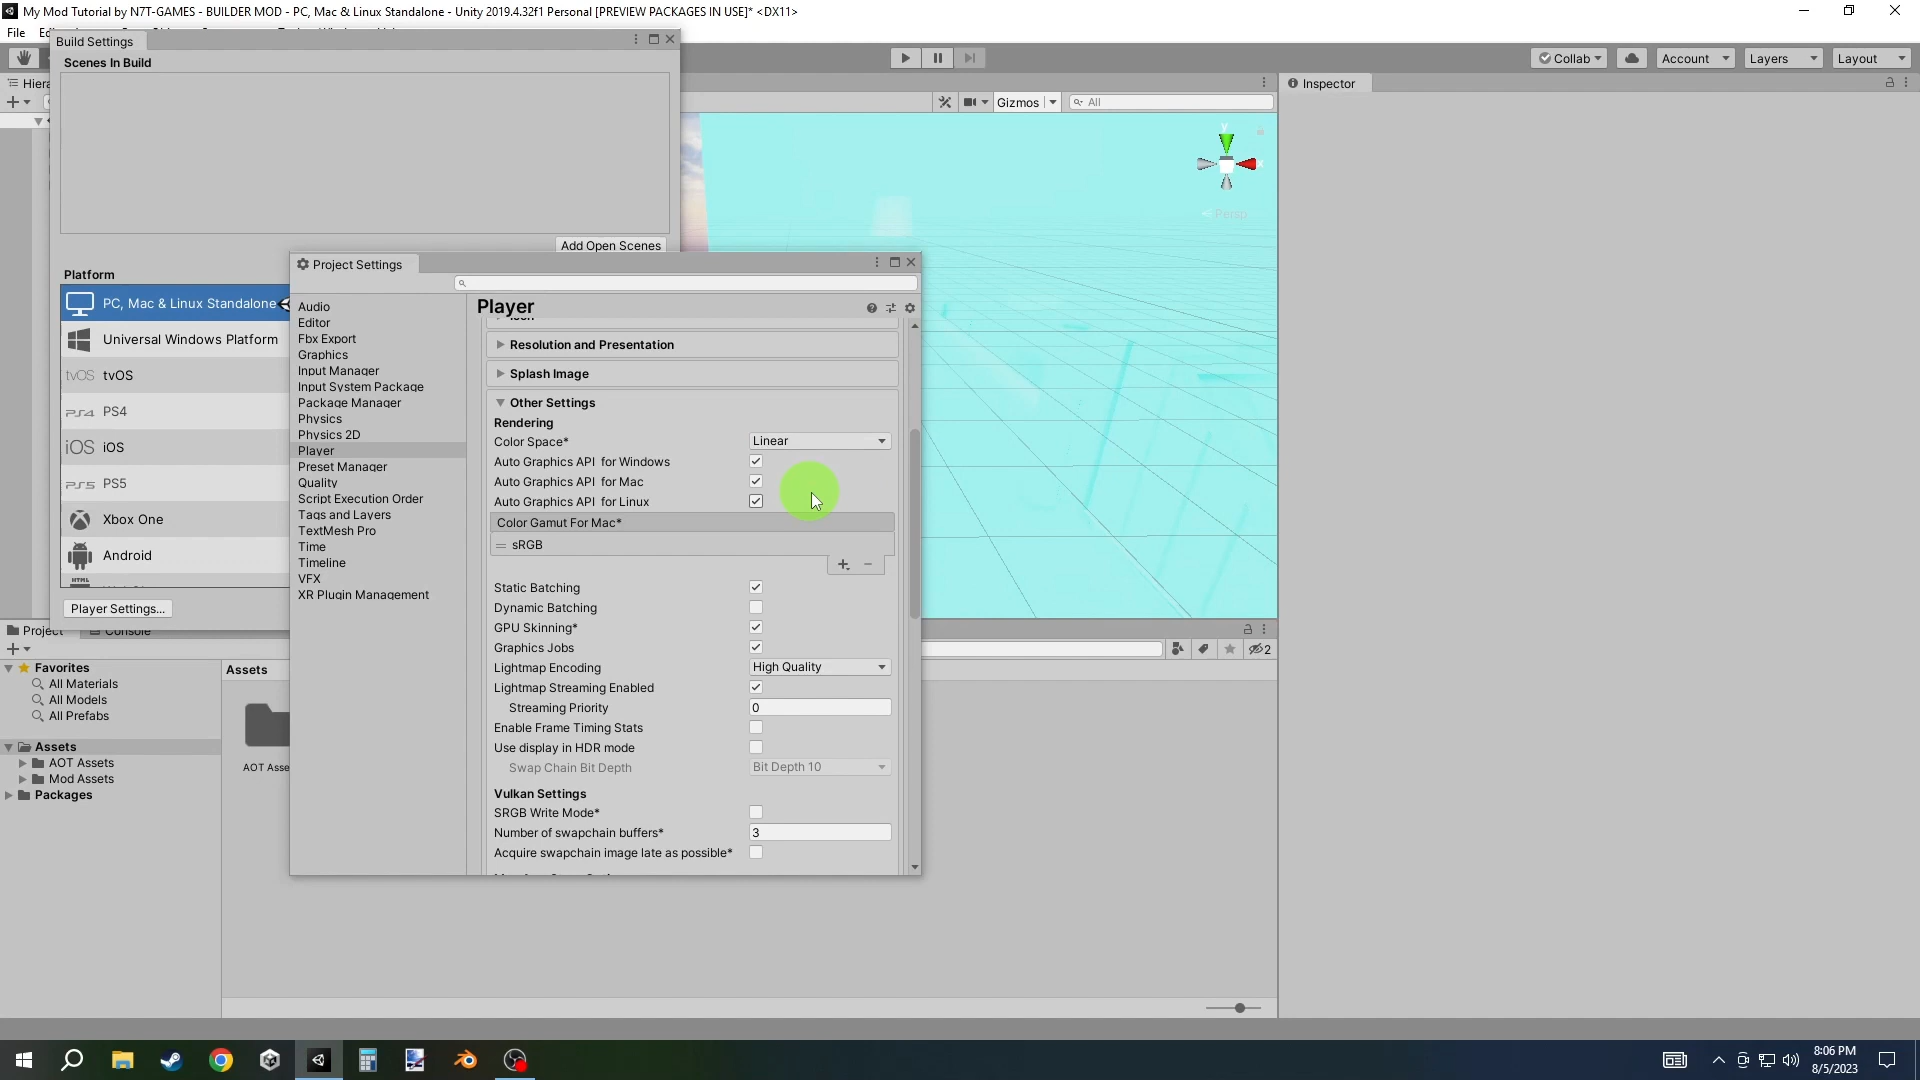 My Mod Tutorial by N7T-GAMES - BUILDER MOD - PC, Mac & Linux Standalone - Unity 2019.4.32f1 Personal [PREVIEW PACKAGES IN USE]* <DX11>
File
Build Settings
Scenes In Build
Collab
Account
Layers
Layout
Hiera
Inspector
Gizmos
All
y
x
Persp
Add Open Scenes
Platform
PC, Mac & Linux Standalone
Universal Windows Platform
tvOS tvOS
PS4 PS4
iOS iOS
PS5 PS5
Xbox One
Android
HTML
Player Settings...
Project Settings
Audio
Editor
Fbx Export
Graphics
Input Manager
Input System Package
Package Manager
Physics
Physics 2D
Player
Preset Manager
Quality
Script Execution Order
Tags and Layers
TextMesh Pro
Time
Timeline
VFX
XR Plugin Management
Player
Icon
Resolution and Presentation
Splash Image
Other Settings
Rendering
Color Space* Linear
Auto Graphics API for Windows
Auto Graphics API for Mac
Auto Graphics API for Linux
Color Gamut For Mac*
= sRGB
Static Batching
Dynamic Batching
GPU Skinning*
Graphics Jobs
Lightmap Encoding High Quality
Lightmap Streaming Enabled
Streaming Priority 0
Enable Frame Timing Stats
Use display in HDR mode
Swap Chain Bit Depth Bit Depth 10
Vulkan Settings
SRGB Write Mode*
Number of swapchain buffers* 3
Acquire swapchain image late as possible*
Project
Console
2
Favorites
All Materials
All Models
All Prefabs
Assets
AOT Assets
Mod Assets
Packages
Assets
AOT Asse
8:06 PM
8/5/2023